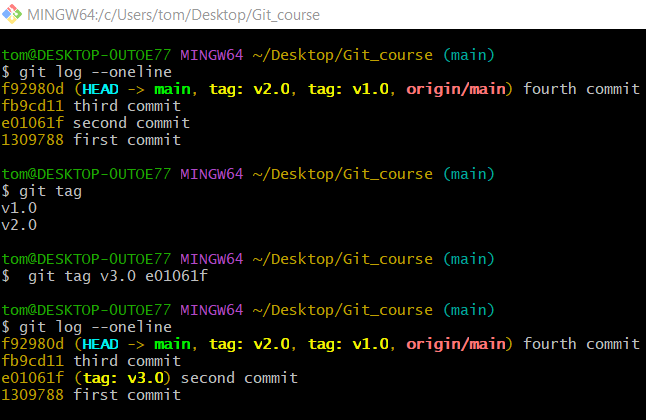 MINGW64:/c/Users/tom/Desktop/Git_course
tom@DESKTOP-OUTOE77 MINGW64 ~/Desktop/Git_course (main)
$ git log --oneline
f92980d (HEAD -> main, tag: v2.0, tag: v1.0, origin/main) fourth commit
fb9cd11 third commit
e01061f second commit
1309788 first commit
tom@DESKTOP-OUTOE77 MINGW64 ~/Desktop/Git_course (main)
$ git tag
v1.0
v2.0
tom@DESKTOP-OUTOE77 MINGW64 ~/Desktop/Git_course (main)
$  git tag v3.0 e01061f
tom@DESKTOP-OUTOE77 MINGW64 ~/Desktop/Git_course (main)
$ git log --oneline
f92980d (HEAD -> main, tag: v2.0, tag: v1.0, origin/main) fourth commit
fb9cd11 third commit
e01061f (tag: v3.0) second commit
1309788 first commit